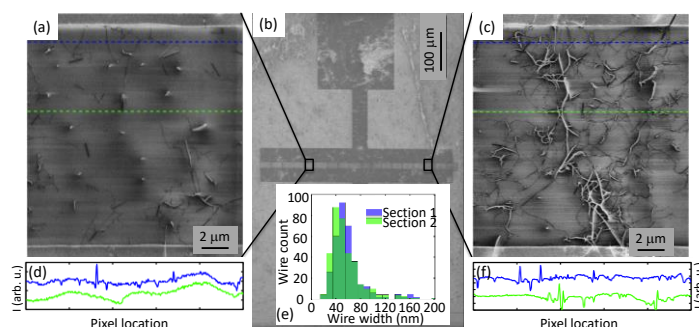 (a)
(b)
(c)
100 µm
2 µm
2 µm
(d)
I (arb. u.)
Pixel location
(e)
Wire count
100
80
60
40
20
0
Section 1
Section 2
0 40 80 120 160 200
Wire width (nm)
(f)
I (arb. u.)
Pixel location